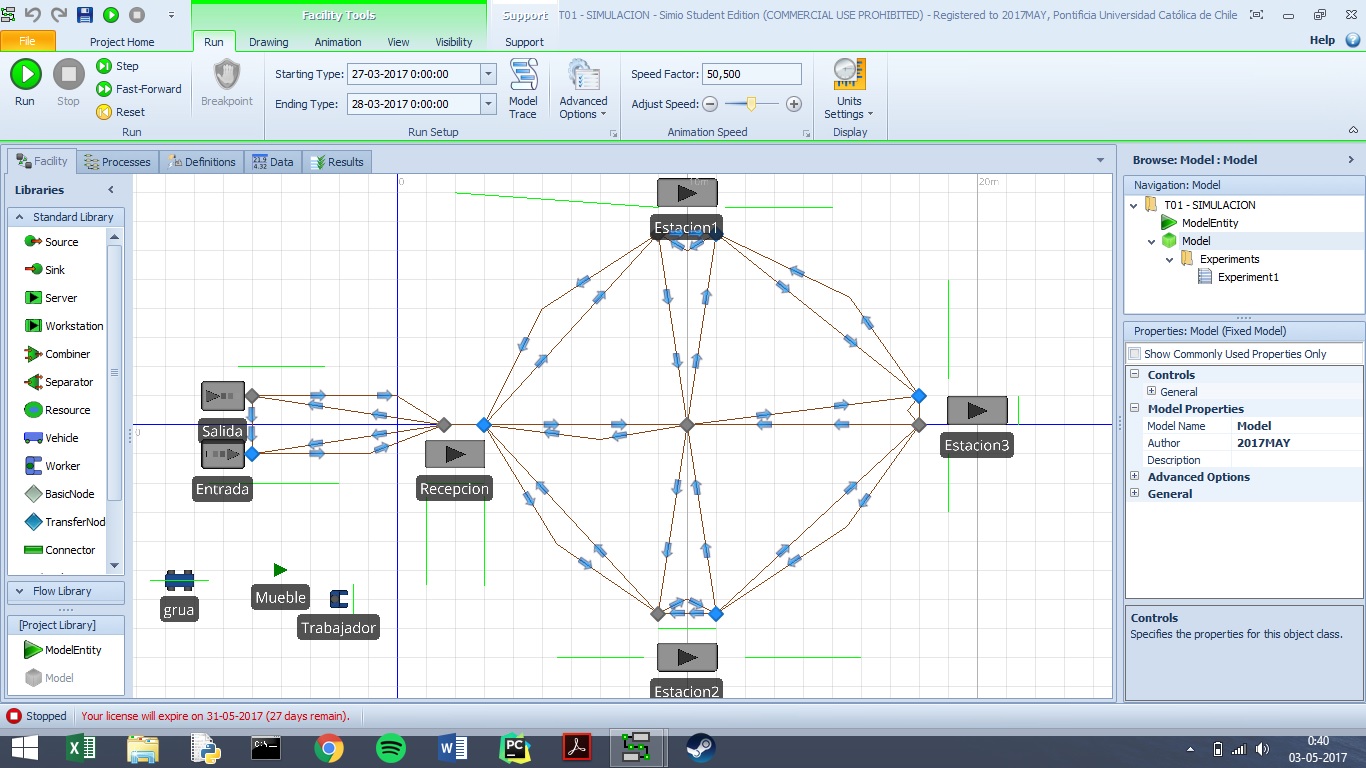 Facility Tools
Support
T01 - SIMULACION - Simio Student Edition (COMMERCIAL USE PROHIBITED) - Registered to 2017MAY, Pontificia Universidad Católica de Chile
File
Project Home
Run
Drawing
Animation
View
Visibility
Support
Help
Run
Stop
Step
Fast-Forward
Reset
Breakpoint
Starting Type: 27-03-2017 0:00:00
Ending Type: 28-03-2017 0:00:00
Model Trace
Advanced Options
Speed Factor: 50,500
Adjust Speed:
Units Settings
Run
Run Setup
Animation Speed
Display
Facility
Processes
Definitions
Data
Results
Libraries
Standard Library
Source
Sink
Server
Workstation
Combiner
Separator
Resource
Vehicle
Worker
BasicNode
TransferNod
Connector
Flow Library
[Project Library]
ModelEntity
Model
0
10m
20m
0
Estacion1
Salida
Entrada
Recepcion
Estacion3
Estacion2
grua
Mueble
Trabajador
Browse: Model : Model
Navigation: Model
T01 - SIMULACION
ModelEntity
Model
Experiments
Experiment1
Properties: Model (Fixed Model)
Show Commonly Used Properties Only
Controls
General
Model Properties
Model Name Model
Author 2017MAY
Description
Advanced Options
General
Controls
Specifies the properties for this object class.
Stopped
Your license will expire on 31-05-2017 (27 days remain).
0:40
03-05-2017